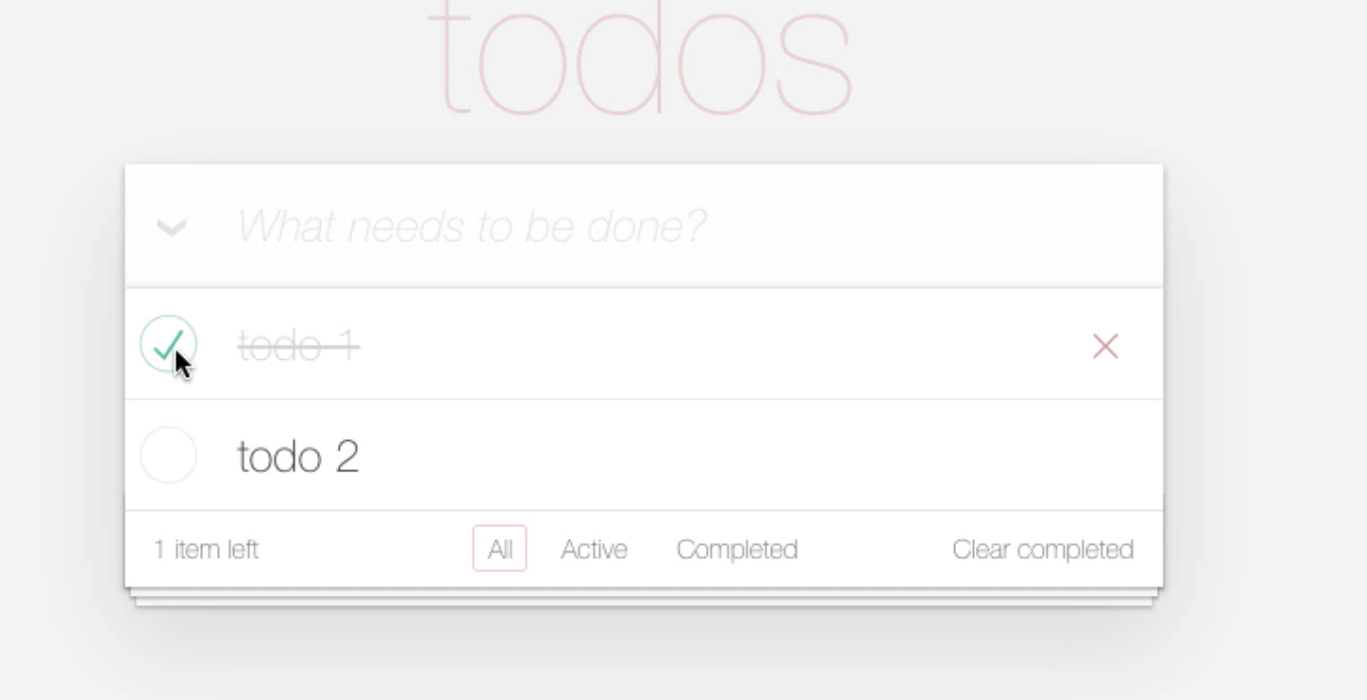 todos
What needs to be done?
todo 1
todo 2
1 item left All Active Completed Clear completed